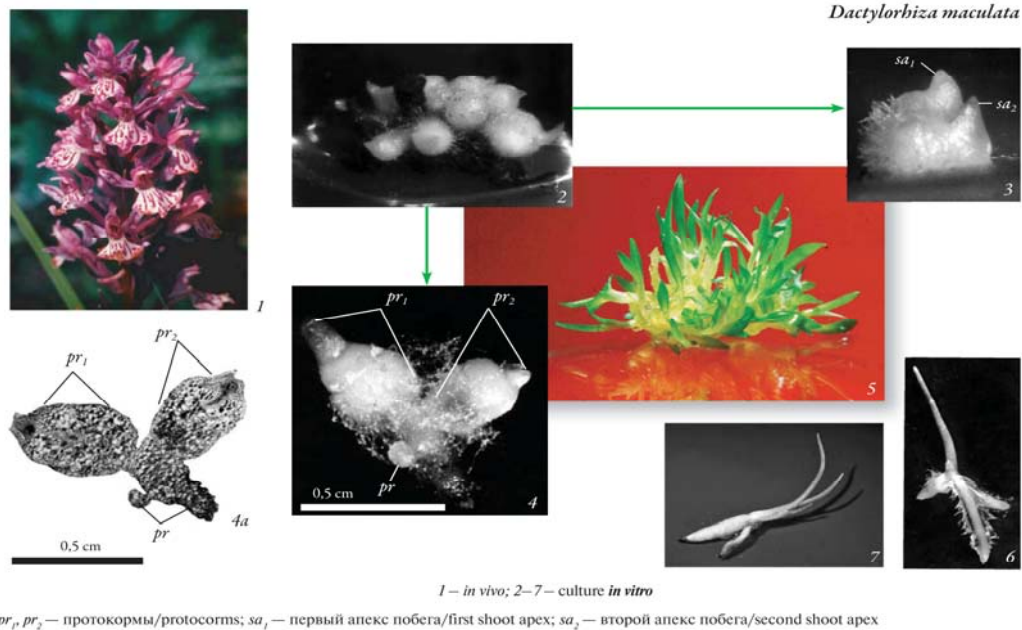 Dactylorhiza maculata
1
2
sa₁
sa₂
3
pr₁
pr₂
pr
0,5 cm
4
5
pr₁
pr₂
pr
4a
0,5 cm
7
6
1 – in vivo; 2–7 – culture in vitro
pr₁, pr₂ — протокормы/protocorms; sa₁ — первый апекс побега/first shoot apex; sa₂ — второй апекс побега/second shoot apex